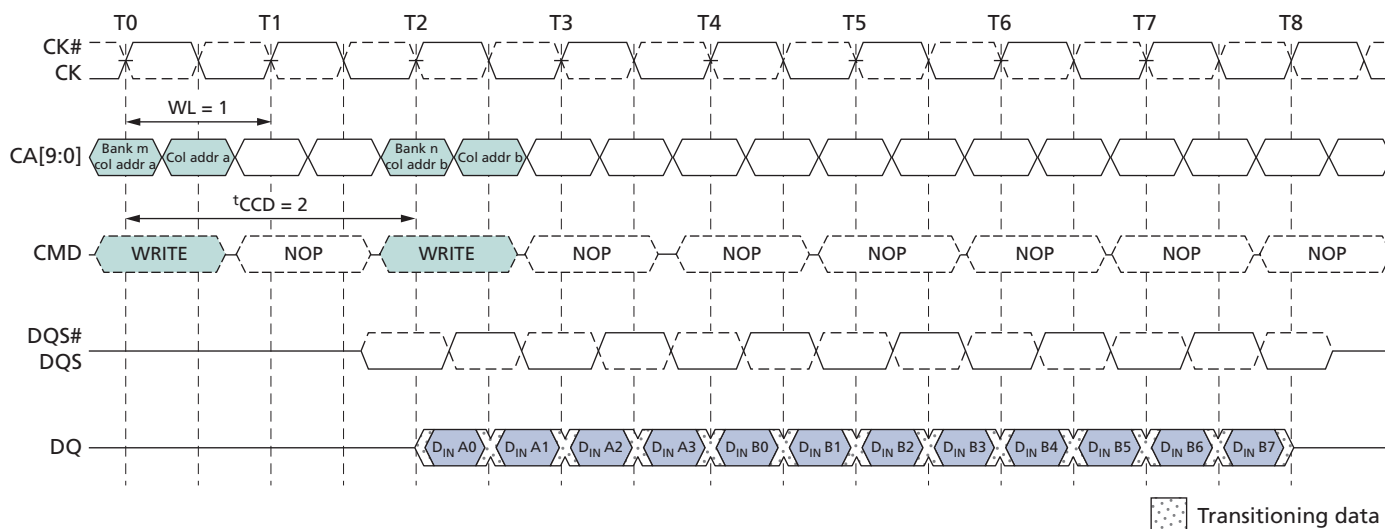 T0 T1 T2 T3 T4 T5 T6 T7 T8
CK#
CK
WL = 1
CA[9:0]
Bank m
col addr a
Col addr a
Bank n
col addr b
Col addr b
tCCD = 2
CMD WRITE NOP WRITE NOP NOP NOP NOP NOP NOP
DQS#
DQS
DQ DIN A0 DIN A1 DIN A2 DIN A3 DIN B0 DIN B1 DIN B2 DIN B3 DIN B4 DIN B5 DIN B6 DIN B7
Transitioning data